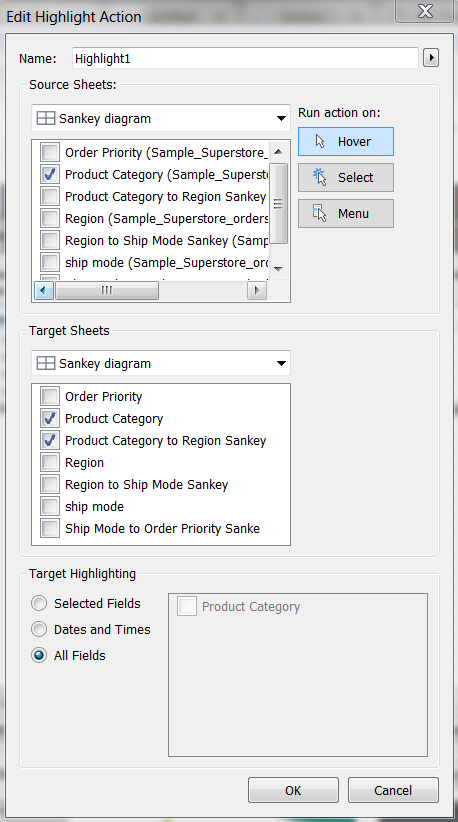 Edit Highlight Action
Name: Highlight1
Source Sheets:
Sankey diagram
Run action on:
Hover
Select
Menu
Order Priority (Sample_Superstore_
Product Category (Sample_Superst
Product Category to Region Sankey
Region (Sample_Superstore_orders
Region to Ship Mode Sankey (Samp
ship mode (Sample_Superstore_ord
Target Sheets
Sankey diagram
Order Priority
Product Category
Product Category to Region Sankey
Region
Region to Ship Mode Sankey
ship mode
Ship Mode to Order Priority Sanke
Target Highlighting
Selected Fields
Dates and Times
All Fields
Product Category
OK
Cancel